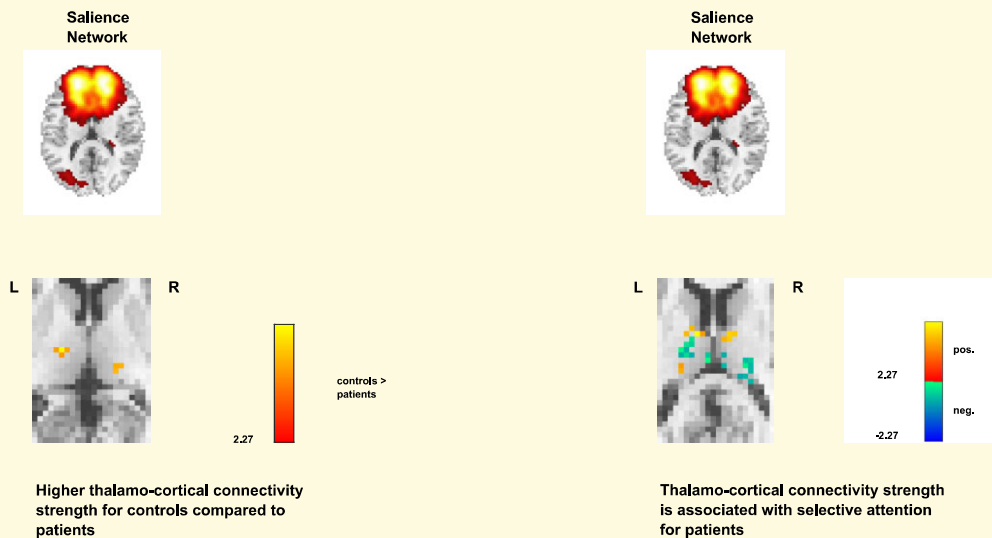 Salience
Network
Salience
Network
L
R
controls >
patients
2.27
L
R
pos.
2.27
neg.
-2.27
Higher thalamo-cortical connectivity
strength for controls compared to
patients
Thalamo-cortical connectivity strength
is associated with selective attention
for patients